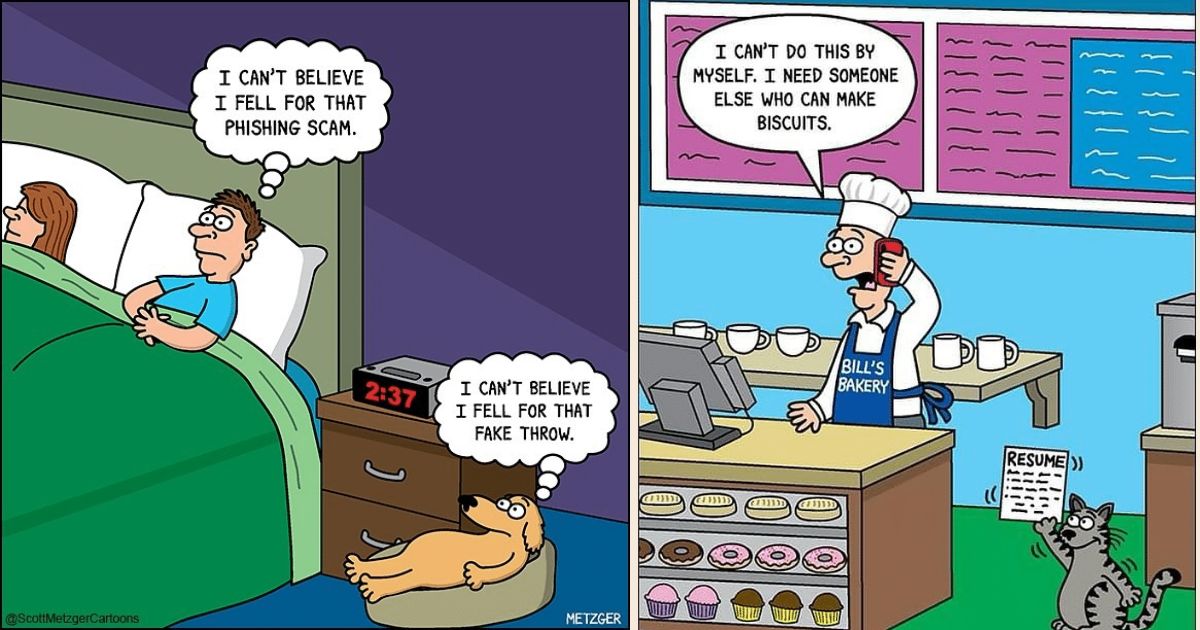 I CAN'T BELIEVE
I FELL FOR THAT
PHISHING SCAM.
2:37
I CAN'T BELIEVE
I FELL FOR THAT
FAKE THROW.
@ScottMetzgerCartoons
METZGER
I CAN'T DO THIS BY
MYSELF. I NEED SOMEONE
ELSE WHO CAN MAKE
BISCUITS.
BILL'S
BAKERY
RESUME